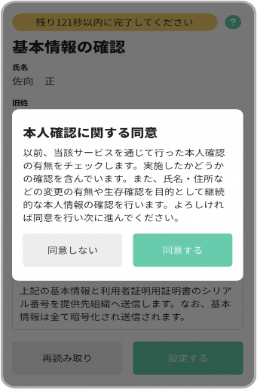 残り121秒以内に完了してください
?
基本情報の確認
氏名
佐向　正
旧姓
本人確認に関する同意
以前、当該サービスを通じて行った本人確認
の有無をチェックします。実施したかどうか
の確認を含んでいます。また、氏名・住所な
どの変更の有無や生存確認を目的として継続
的な本人情報の確認を行います。よろしけれ
ば同意を行い次に進んでください。
同意しない
同意する
上記の基本情報と利用者証明用証明書のシリア
ル番号を提供先組織へ送信します。なお、基本
情報は全て暗号化され送信されます。
再読み取り
設定する